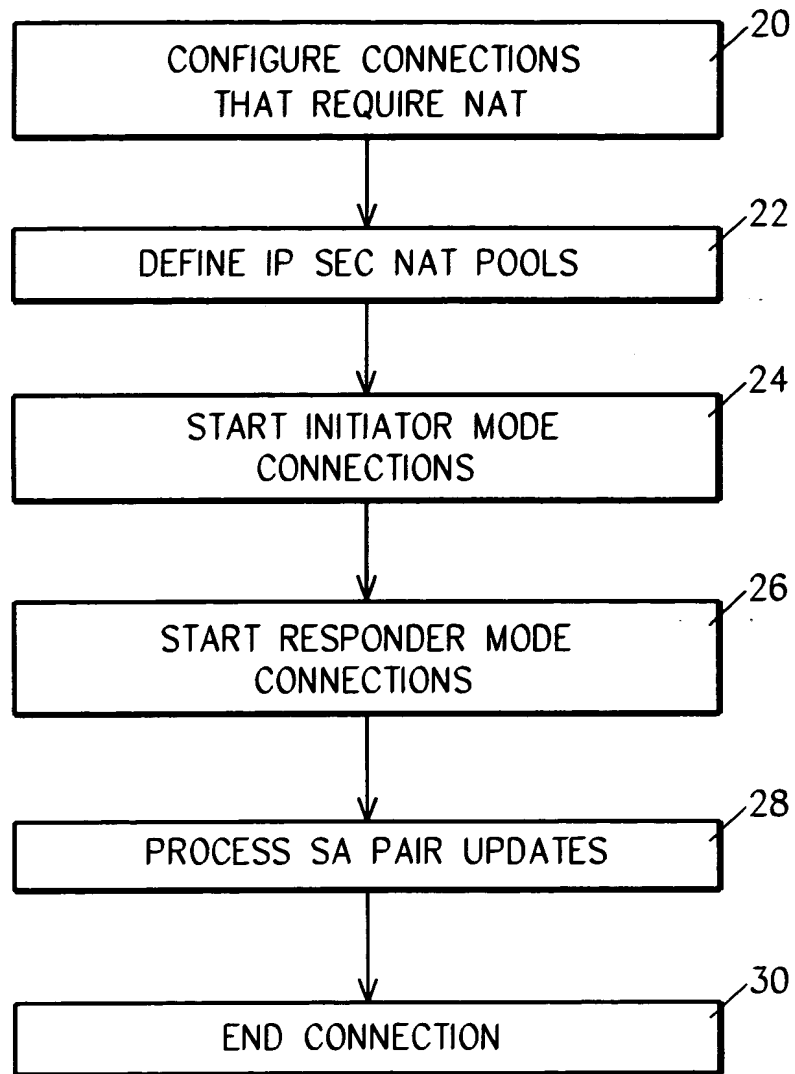 20
CONFIGURE CONNECTIONS
THAT REQUIRE NAT
22
DEFINE IP SEC NAT POOLS
24
START INITIATOR MODE
CONNECTIONS
26
START RESPONDER MODE
CONNECTIONS
28
PROCESS SA PAIR UPDATES
30
END CONNECTION